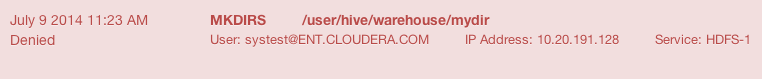 July 9 2014 11:23 AM MKDIRS /user/hive/warehouse/mydir
Denied User: systest@ENT.CLOUDERA.COM IP Address: 10.20.191.128 Service: HDFS-1